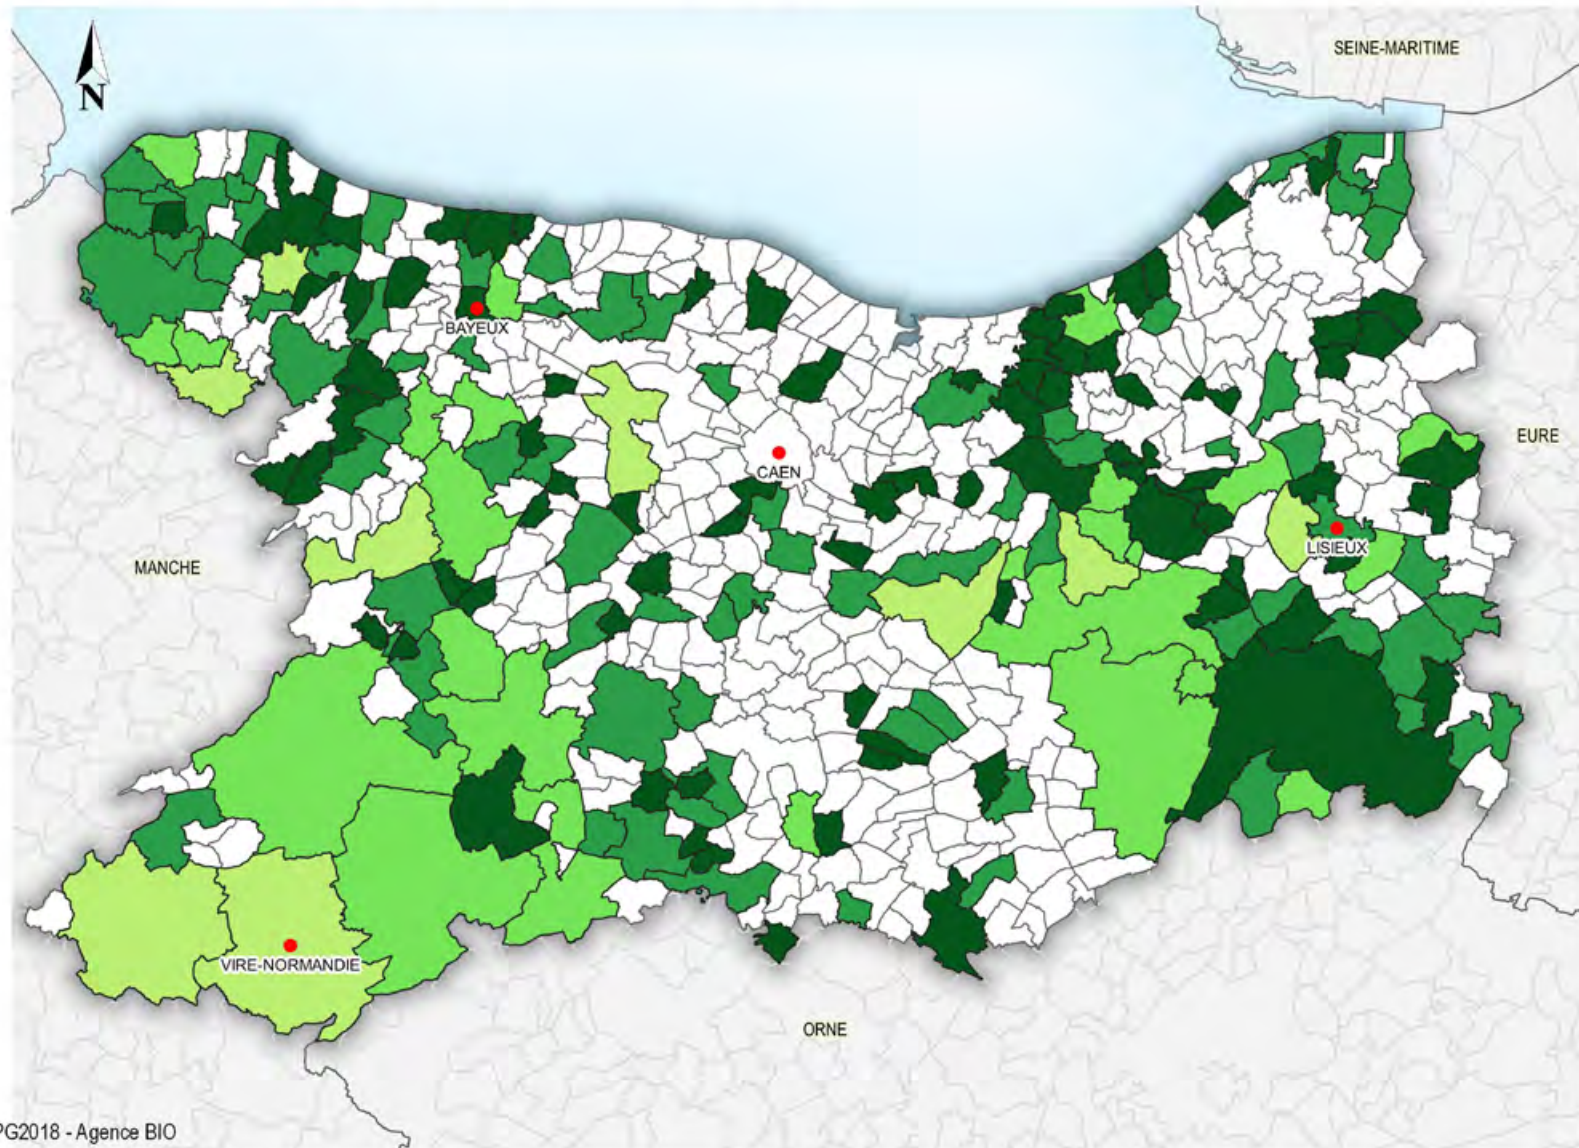 SEINE-MARITIME
N
BAYEUX
EURE
CAEN
LISIEUX
MANCHE
VIRE-NORMANDIE
ORNE
PG2018 - Agence BIO